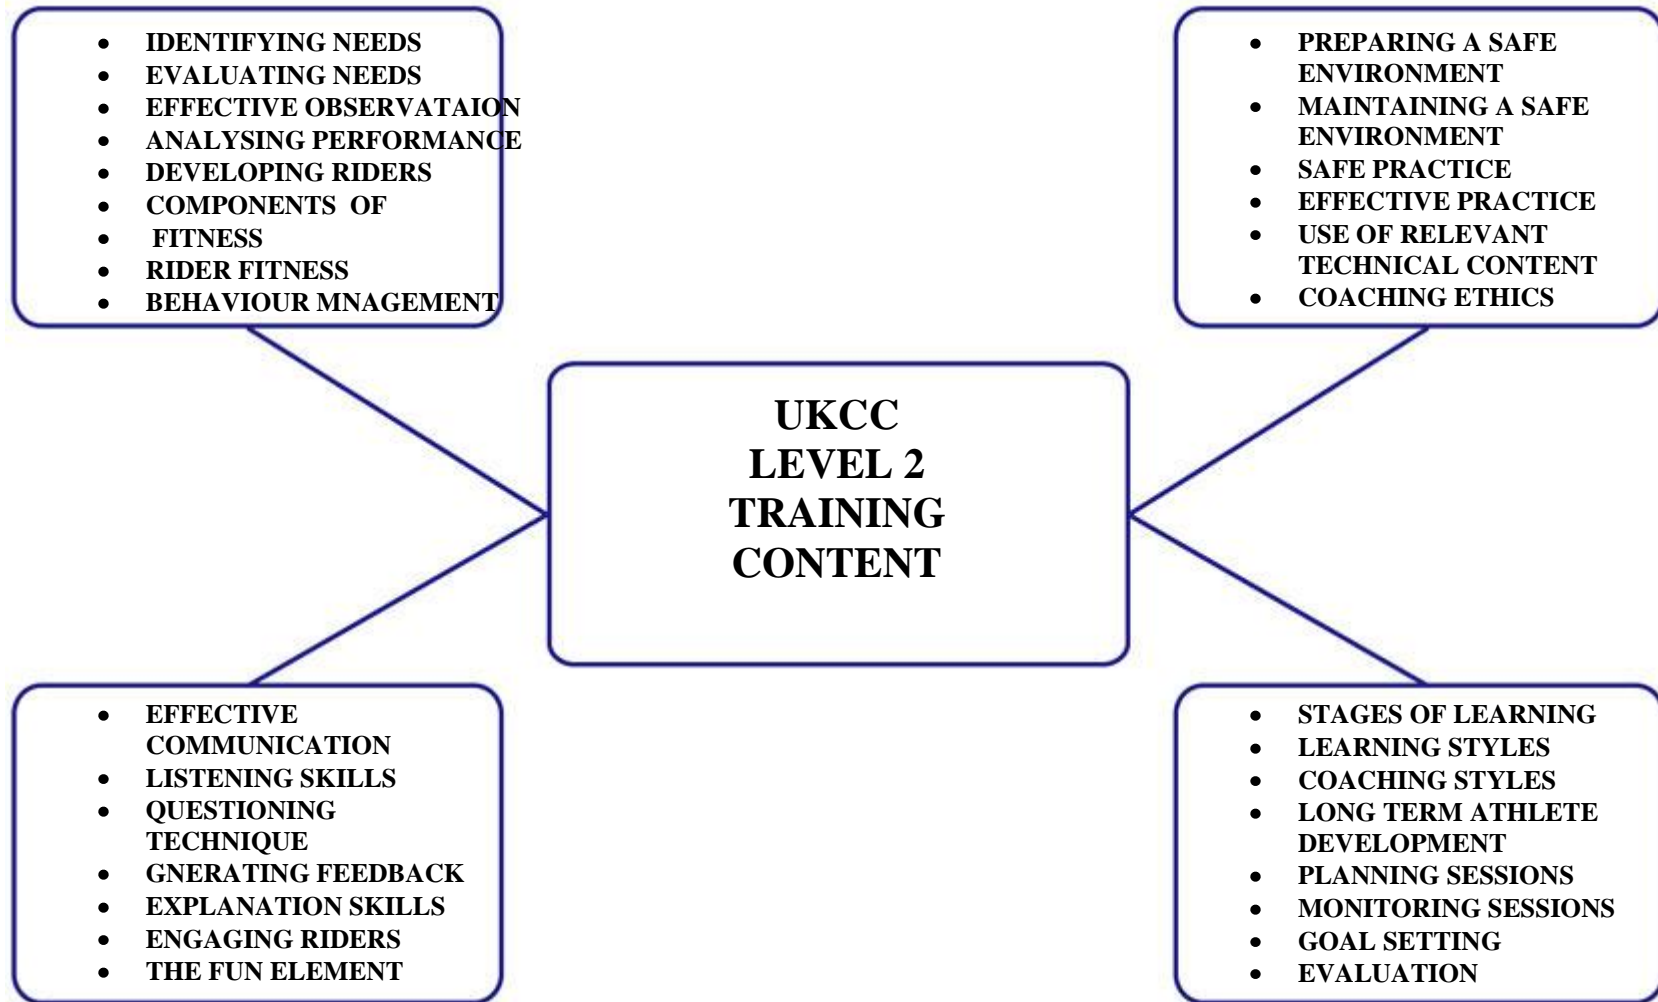 • IDENTIFYING NEEDS
• EVALUATING NEEDS
• EFFECTIVE OBSERVATAION
• ANALYSING PERFORMANCE
• DEVELOPING RIDERS
• COMPONENTS OF
• FITNESS
• RIDER FITNESS
• BEHAVIOUR MNAGEMENT
• PREPARING A SAFE
ENVIRONMENT
• MAINTAINING A SAFE
ENVIRONMENT
• SAFE PRACTICE
• EFFECTIVE PRACTICE
• USE OF RELEVANT
TECHNICAL CONTENT
• COACHING ETHICS
UKCC
LEVEL 2
TRAINING
CONTENT
• EFFECTIVE
COMMUNICATION
• LISTENING SKILLS
• QUESTIONING
TECHNIQUE
• GNERATING FEEDBACK
• EXPLANATION SKILLS
• ENGAGING RIDERS
• THE FUN ELEMENT
• STAGES OF LEARNING
• LEARNING STYLES
• COACHING STYLES
• LONG TERM ATHLETE
DEVELOPMENT
• PLANNING SESSIONS
• MONITORING SESSIONS
• GOAL SETTING
• EVALUATION